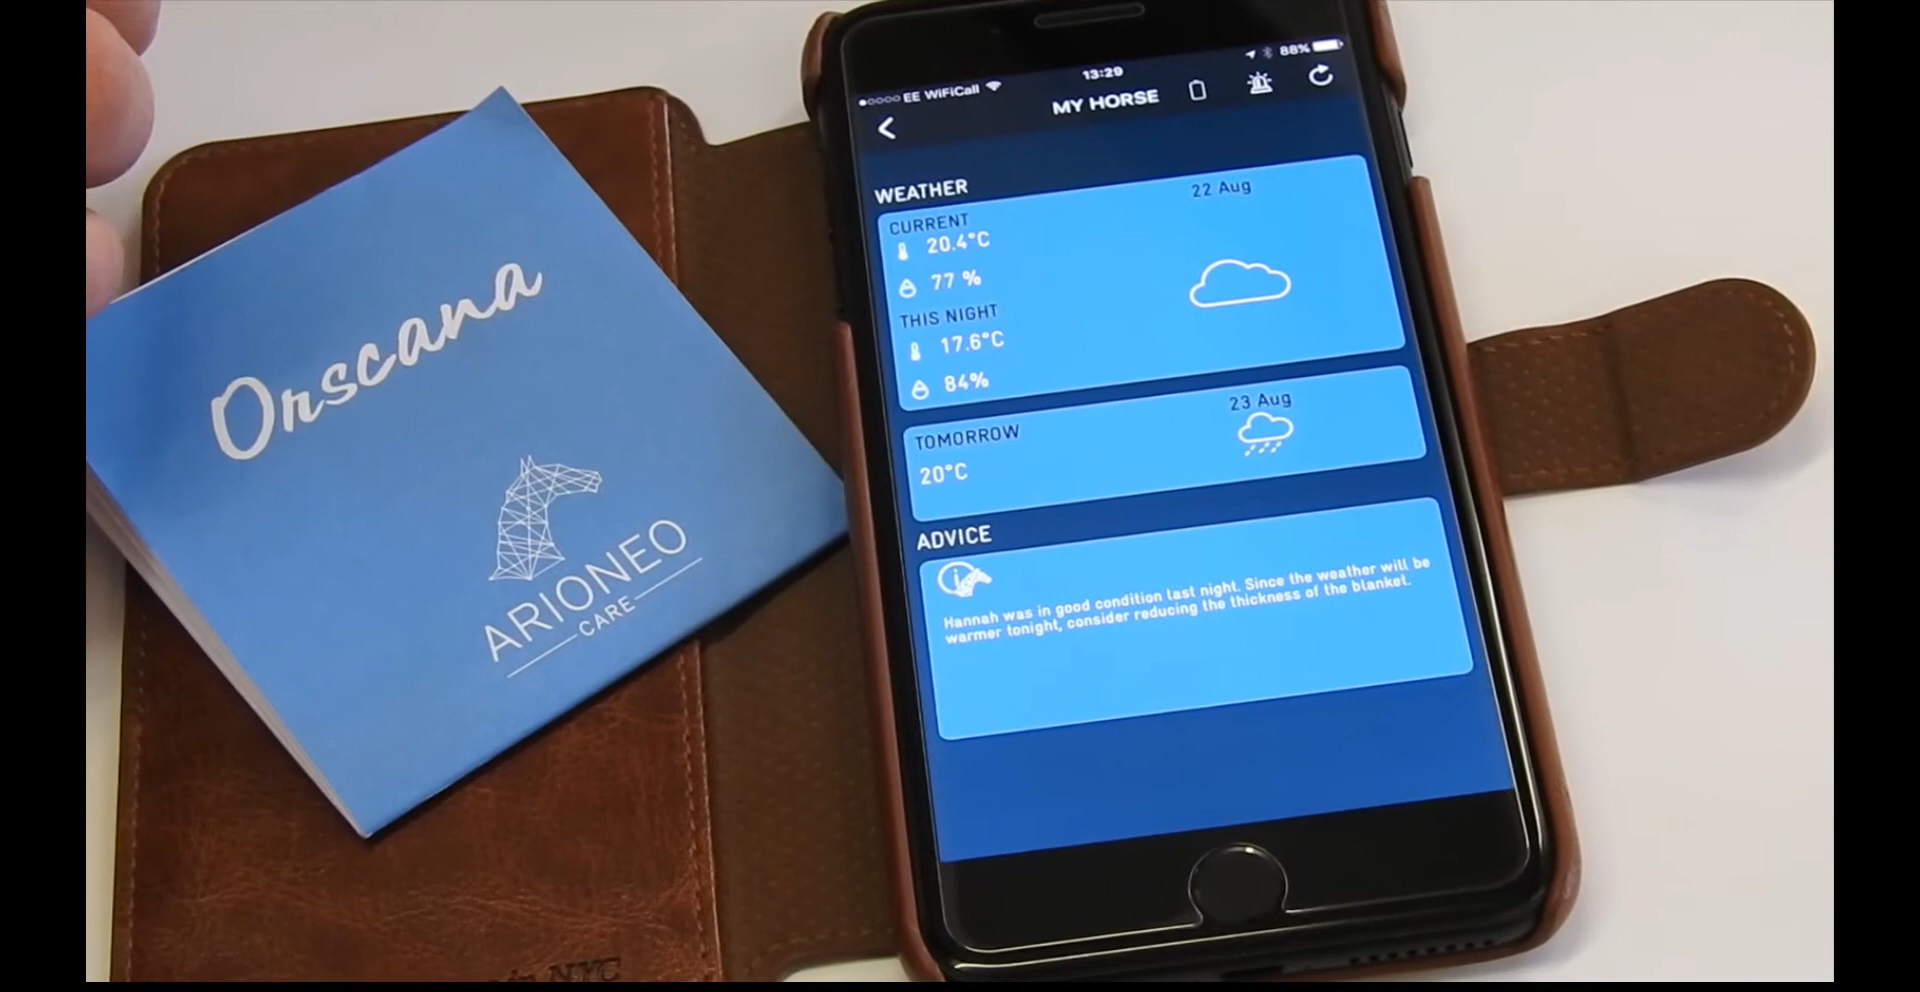 Orscana
ARIONEO
CARE
EE WiFiCall
13:29
88%
MY HORSE
WEATHER
22 Aug
CURRENT
20.4°C
77 %
THIS NIGHT
17.6°C
84%
23 Aug
TOMORROW
20°C
ADVICE
Hannah was in good condition last night. Since the weather will be
warmer tonight, consider reducing the thickness of the blanket.
NYC